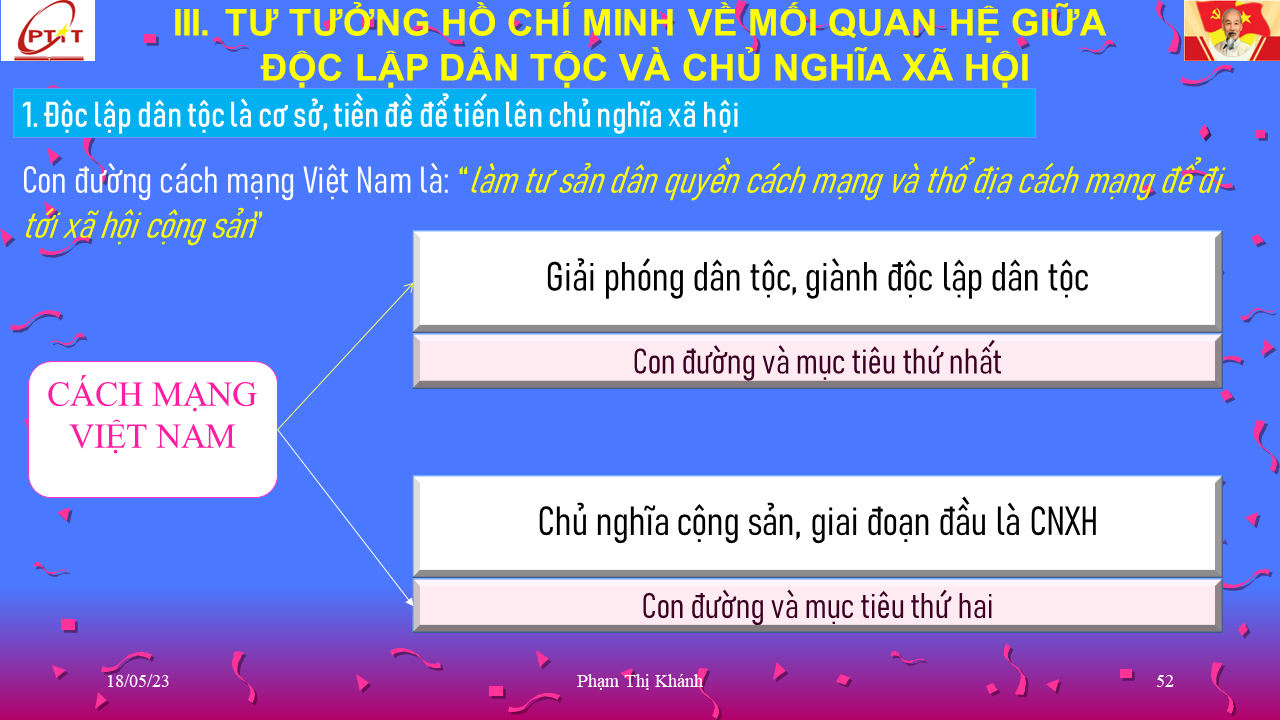 PTIT
III. TƯ TƯỞNG HỒ CHÍ MINH VỀ MỐI QUAN HỆ GIỮA
ĐỘC LẬP DÂN TỘC VÀ CHỦ NGHĨA XÃ HỘI
1. Độc lập dân tộc là cơ sở, tiền đề để tiến lên chủ nghĩa xã hội
Con đường cách mạng Việt Nam là: “làm tư sản dân quyền cách mạng và thổ địa cách mạng để đi
tới xã hội cộng sản”
Giải phóng dân tộc, giành độc lập dân tộc
Con đường và mục tiêu thứ nhất
CÁCH MẠNG
VIỆT NAM
Chủ nghĩa cộng sản, giai đoạn đầu là CNXH
Con đường và mục tiêu thứ hai
18/05/23
Phạm Thị Khánh
52